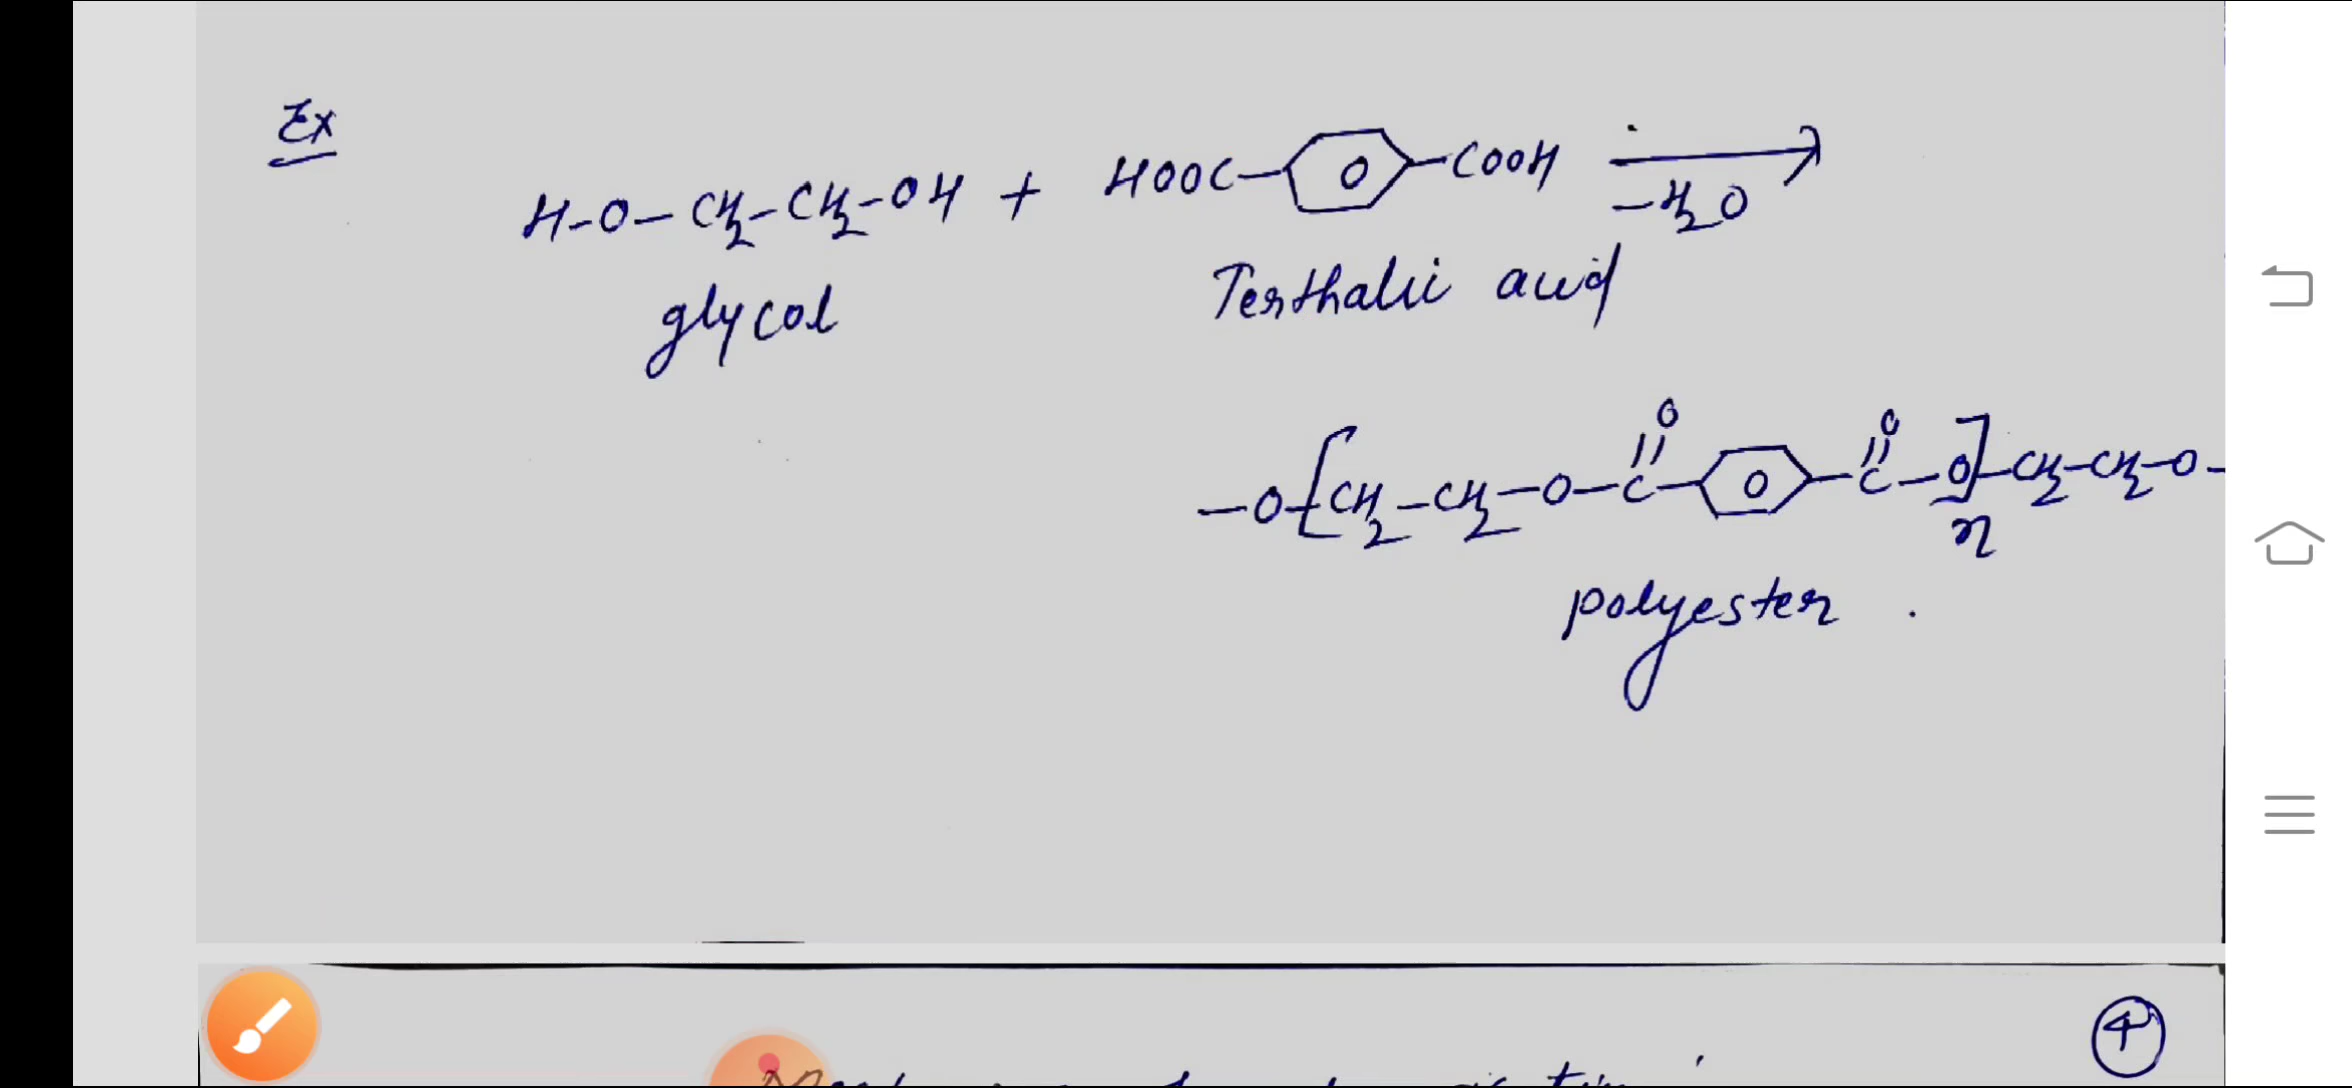 Ex
H-O-CH2-CH2-OH + HOOC-⌬-COOH →
-H2O
glycol
Terthalic acid
O O
-O-[CH2-CH2-O-C-⌬-C-O]-CH2-CH2-O-
n
polyester .
4